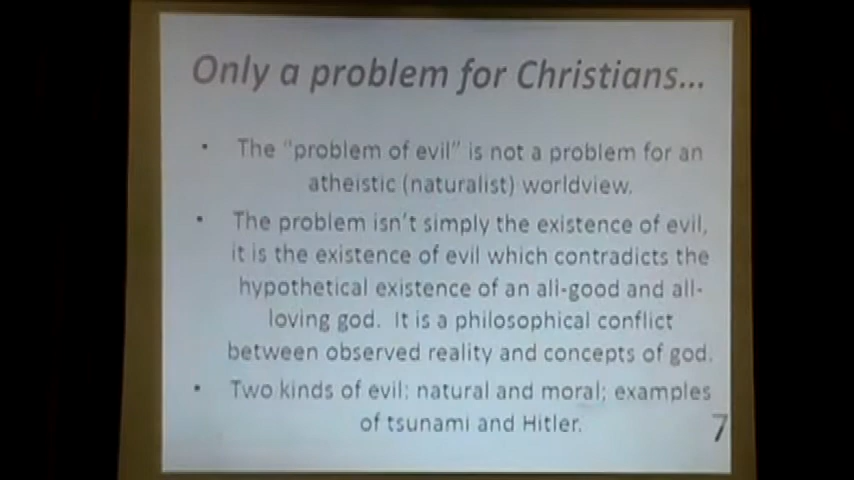 Only a problem for Christians...
• The "problem of evil" is not a problem for an
atheistic (naturalist) worldview.
• The problem isn't simply the existence of evil,
it is the existence of evil which contradicts the
hypothetical existence of an all-good and all-
loving god. It is a philosophical conflict
between observed reality and concepts of god.
• Two kinds of evil: natural and moral; examples
of tsunami and Hitler.
7